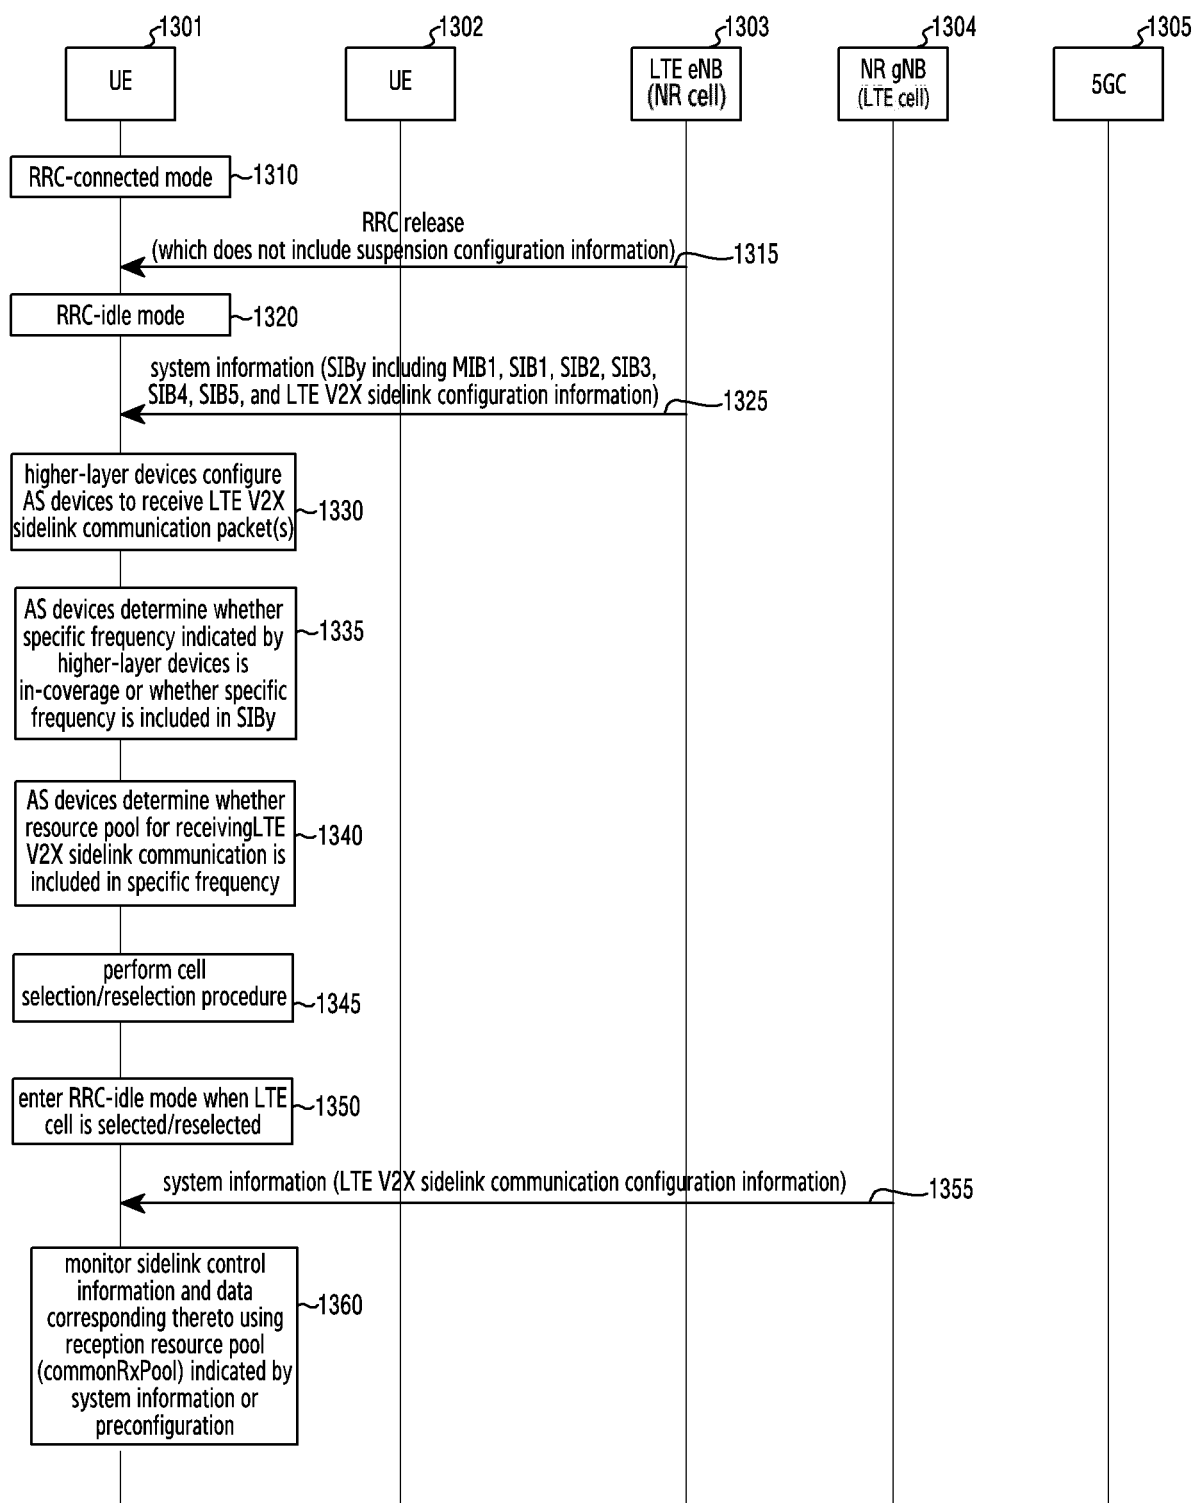 1301
1302
1303
1304
1305
UE
UE
LTE eNB
(NR cell)
NR gNB
(LTE cell)
5GC
RRC-connected mode
1310
RRC release
(which does not include suspension configuration information)
1315
RRC-idle mode
1320
system information (SIBy including MIB1, SIB1, SIB2, SIB3,
SIB4, SIB5, and LTE V2X sidelink configuration information)
1325
higher-layer devices configure
AS devices to receive LTE V2X
sidelink communication packet(s)
1330
AS devices determine whether
specific frequency indicated by
higher-layer devices is
in-coverage or whether specific
frequency is included in SIBy
1335
AS devices determine whether
resource pool for receivingLTE
V2X sidelink communication is
included in specific frequency
1340
perform cell
selection/reselection procedure
1345
enter RRC-idle mode when LTE
cell is selected/reselected
1350
system information (LTE V2X sidelink communication configuration information)
1355
monitor sidelink control
information and data
corresponding thereto using
reception resource pool
(commonRxPool) indicated by
system information or
preconfiguration
1360